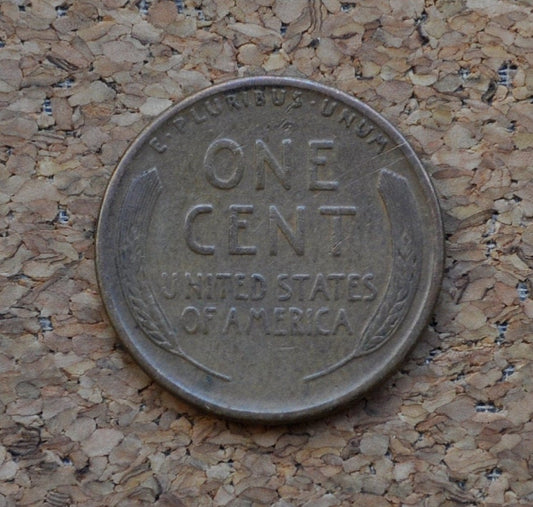 E·PLURIBUS·UNUM
ONE
CENT
UNITED STATES
OF AMERICA